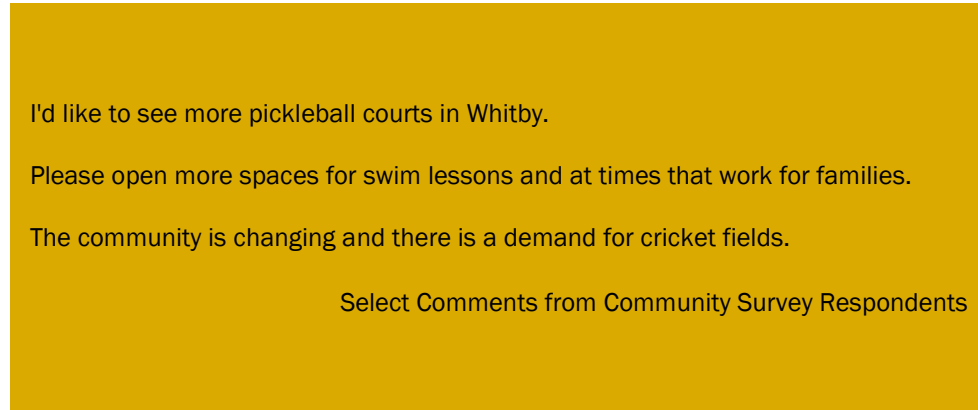 I'd like to see more pickleball courts in Whitby.
Please open more spaces for swim lessons and at times that work for families.
The community is changing and there is a demand for cricket fields.
Select Comments from Community Survey Respondents